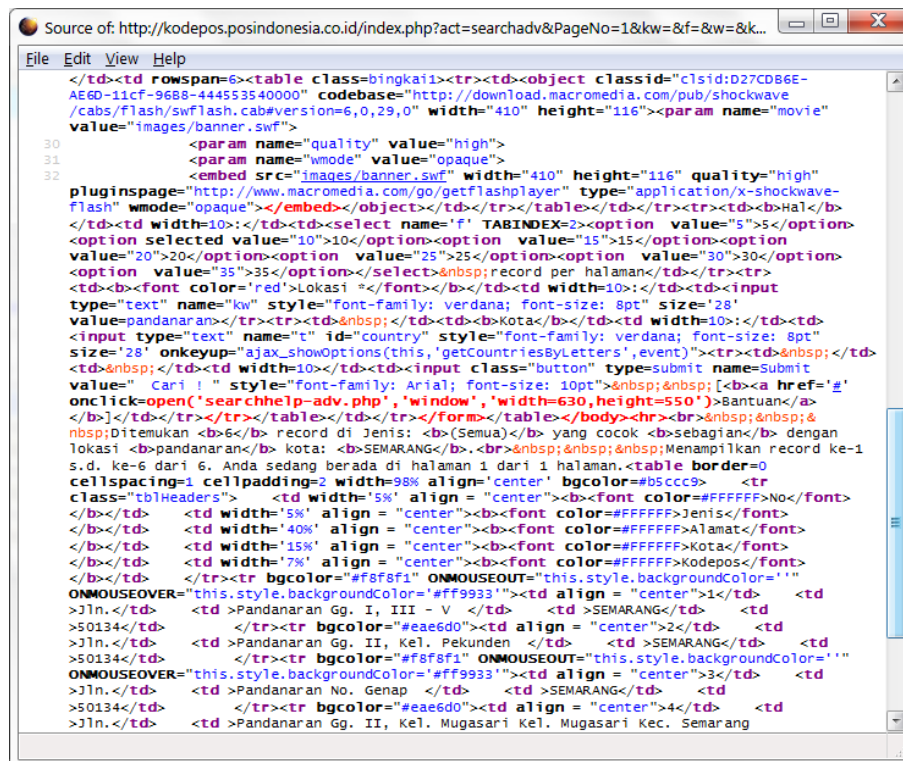 Source of: http://kodepos.posindonesia.co.id/index.php?act=searchadv&PageNo=1&kw=&f=&w=&k...
File Edit View Help
</td><td rowspan=6><table class=bingkai1><tr><td><object classid="clsid:D27CDB6E-
AE6D-11cf-96B8-444553540000" codebase="http://download.macromedia.com/pub/shockwave
/cabs/flash/swflash.cab#version=6,0,29,0" width="410" height="116"><param name="movie"
value="images/banner.swf">
30 <param name="quality" value="high">
31 <param name="wmode" value="opaque">
32 <embed src="images/banner.swf" width="410" height="116" quality="high"
pluginspage="http://www.macromedia.com/go/getflashplayer" type="application/x-shockwave-
flash" wmode="opaque"></embed></object></td></tr></table></td></tr><tr><td><b>Hal</b>
</td><td width=10>:</td><td><select name='f' TABINDEX=2><option  value="5">5</option>
<option selected value="10">10</option><option  value="15">15</option><option
value="20">20</option><option  value="25">25</option><option  value="30">30</option>
<option  value="35">35</option></select>&nbsp;record per halaman</td></tr><tr>
<td><b><font color='red'>Lokasi *</font></b></td><td width=10>:</td><td><input
type="text" name="kw" style="font-family: verdana; font-size: 8pt" size='28'
value=pandanaran></tr><tr><td>&nbsp;</td><td><b>Kota</b></td><td width=10>:</td><td>
<input type="text" name="t" id="country" style="font-family: verdana; font-size: 8pt"
size='28' onkeyup="ajax_showOptions(this,'getCountriesByLetters',event)"><tr><td>&nbsp;</td>
<td>&nbsp;</td><td width=10></td><td><input class="button" type=submit name=Submit
value="  Cari ! " style="font-family: Arial; font-size: 10pt">&nbsp;&nbsp;[<b><a href='#'
onclick=open('searchhelp-adv.php','window','width=630,height=550')>Bantuan</a>
</b>]</td></tr></tr></table></td></tr></form></table></body><hr><br>&nbsp;&nbsp;&
nbsp;Ditemukan <b>6</b> record di Jenis: <b>(Semua)</b> yang cocok <b>sebagian</b> dengan
lokasi <b>pandanaran</b> kota: <b>SEMARANG</b>.<br>&nbsp;&nbsp;&nbsp;Menampilkan record ke-1
s.d. ke-6 dari 6. Anda sedang berada di halaman 1 dari 1 halaman.<table border=0
cellspacing=1 cellpadding=2 width=98% align='center' bgcolor=#b5ccc9>    <tr
class="tblHeaders">    <td width='5%' align = "center"><b><font color=#FFFFFF>No</font>
</b></td>    <td width='5%' align = "center"><b><font color=#FFFFFF>Jenis</font>
</b></td>    <td width='40%' align = "center"><b><font color=#FFFFFF>Alamat</font>
</b></td>    <td width='15%' align = "center"><b><font color=#FFFFFF>Kota</font>
</b></td>    <td width='7%' align = "center"><b><font color=#FFFFFF>Kodepos</font>
</b></td>    </tr><tr bgcolor="#f8f8f1" ONMOUSEOUT="this.style.backgroundColor=''"
ONMOUSEOVER="this.style.backgroundColor='#ff9933'"><td align = "center">1</td>    <td
>Jln.</td>    <td >Pandanaran Gg. I, III - V  </td>    <td >SEMARANG</td>    <td
>50134</td>        </tr><tr bgcolor="#eae6d0"><td align = "center">2</td>    <td
>Jln.</td>    <td >Pandanaran Gg. II, Kel. Pekunden  </td>    <td >SEMARANG</td>    <td
>50134</td>        </tr><tr bgcolor="#f8f8f1" ONMOUSEOUT="this.style.backgroundColor=''"
ONMOUSEOVER="this.style.backgroundColor='#ff9933'"><td align = "center">3</td>    <td
>Jln.</td>    <td >Pandanaran No. Genap  </td>    <td >SEMARANG</td>    <td
>50134</td>        </tr><tr bgcolor="#eae6d0"><td align = "center">4</td>    <td
>Jln.</td>    <td >Pandanaran Gg. II, Kel. Mugasari Kel. Mugasari Kec. Semarang